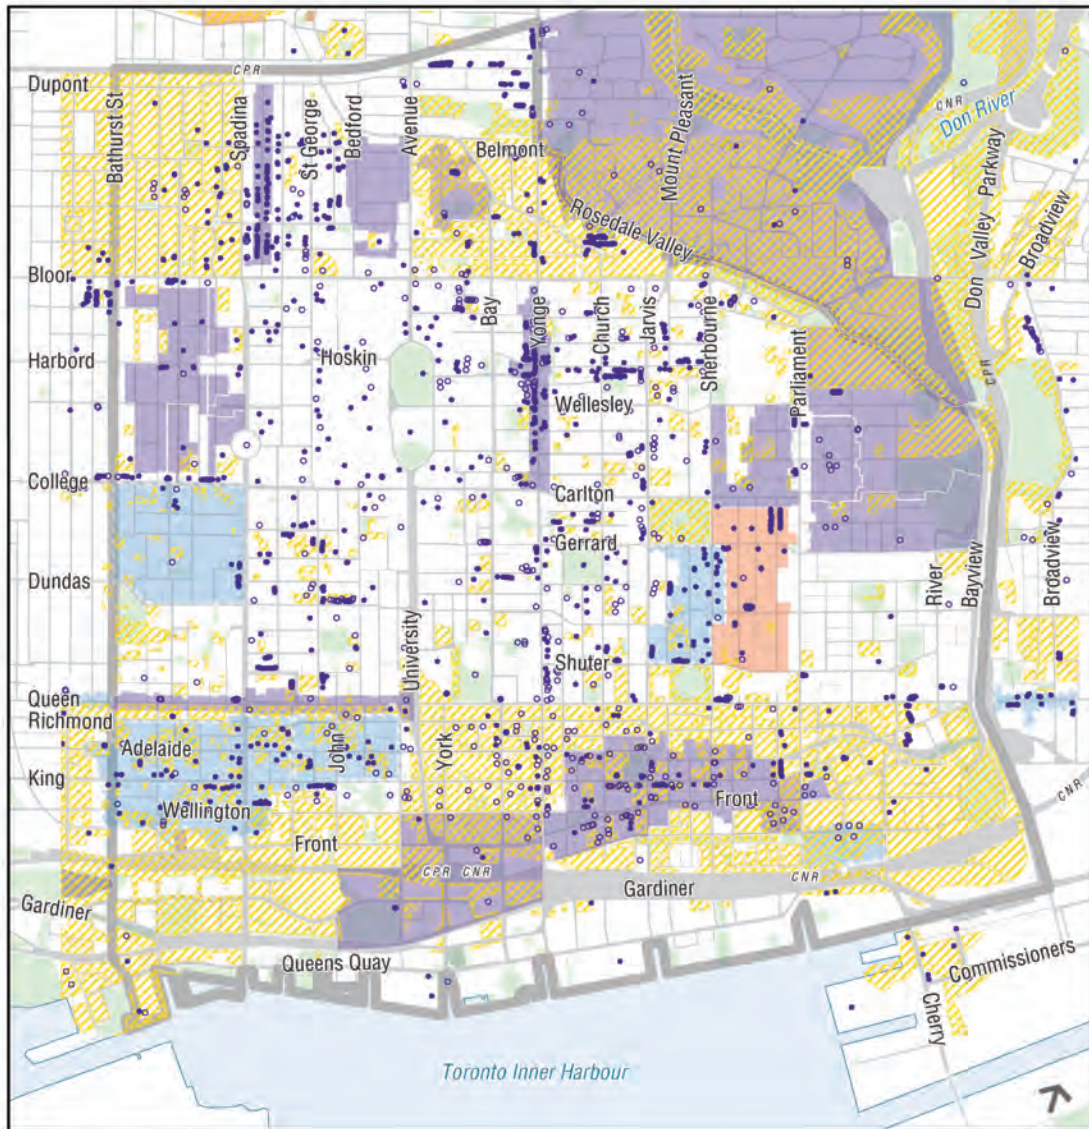 CPR
Dupont
Bathurst St
Spadina
St George
Bedford
Avenue
Belmont
Mount Pleasant
CNR
Don River
Don Valley Parkway
Broadview
Rosedale Valley
Bloor
Bay
Yonge
Church
Jarvis
Sherbourne
Parliament
CPR
Harbord
Hoskin
Wellesley
College
Carlton
Gerrard
Dundas
River
Bayview
Broadview
University
Shuter
Queen
Richmond
Adelaide
John
York
King
Wellington
Front
Front
CNR
CPR
CNR
Gardiner
CNR
Gardiner
Queens Quay
Commissioners
Cherry
Toronto Inner Harbour